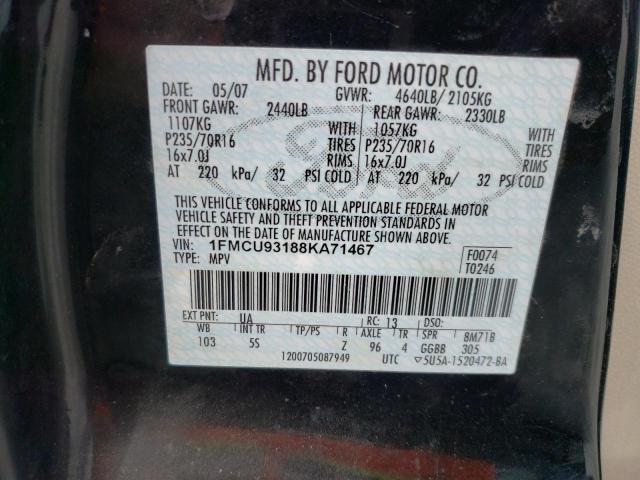 MFD. BY FORD MOTOR CO.
DATE: 05/07 GVWR: 4640LB/ 2105KG
FRONT GAWR: 2440LB REAR GAWR: 2330LB
1107KG WITH 1057KG WITH
P235/70R16 TIRES P235/70R16 TIRES
16x7.0J RIMS 16x7.0J RIMS
AT 220 kPa/ 32 PSI COLD AT 220 kPa/ 32 PSI COLD
Ford
THIS VEHICLE CONFORMS TO ALL APPLICABLE FEDERAL MOTOR
VEHICLE SAFETY AND THEFT PREVENTION STANDARDS IN
EFFECT ON THE DATE OF MANUFACTURE SHOWN ABOVE.
VIN: 1FMCU93188KA71467 F0074
TYPE: MPV T0246
EXT PNT: UA RC: 13 DSO:
WB INT TR TP/PS R AXLE TR SPR BM71B
103 5S Z 96 4 GGBB 305
1200705087949 UTC ▽5U5A-1520472-BA